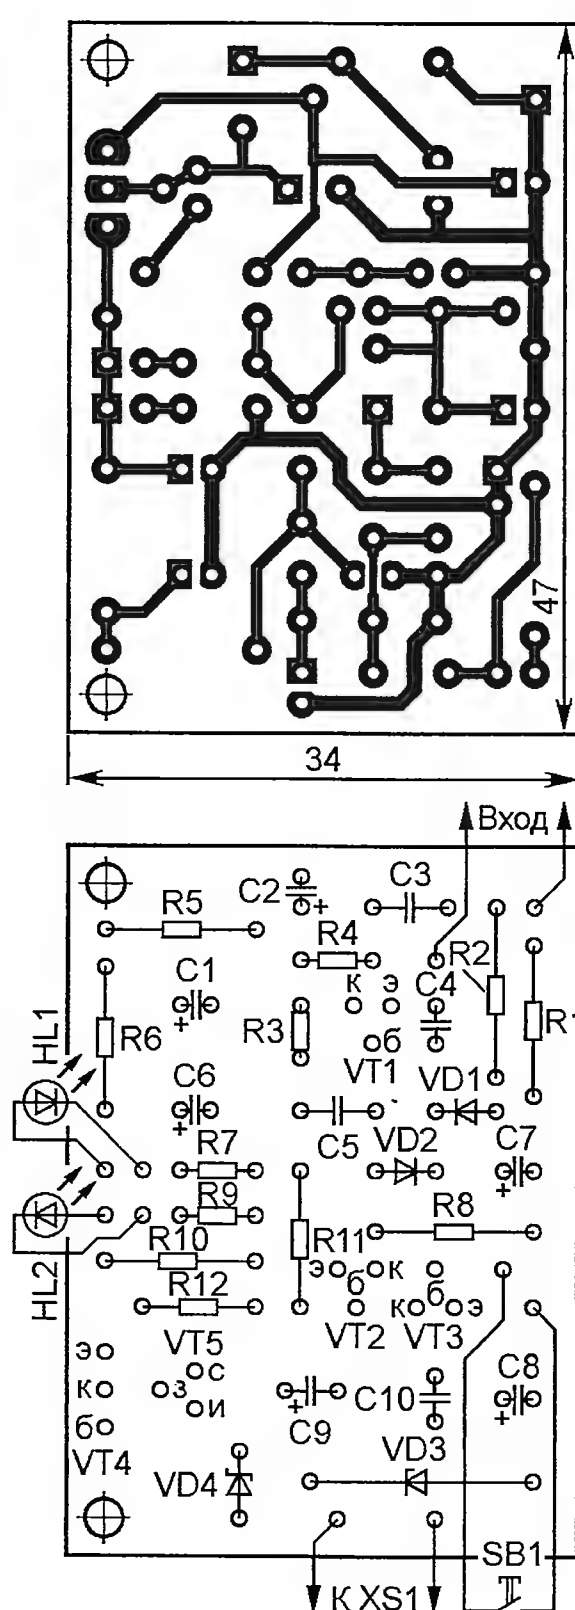 47
34
Вход
C2
+
C3
R5
R4
R2
C1
+
к э
C4
R1
HL1
R6
R3
б
VT1
VD1
C6
+
C5
VD2
C7
+
R7
R9
R8
HL2
R10
R11
R12
э б к
б
к э
VT2
VT3
VT5
э
к
б
з
с
и
VT4
C9
+
C10
C8
+
VD4
VD3
SB1
К XS1